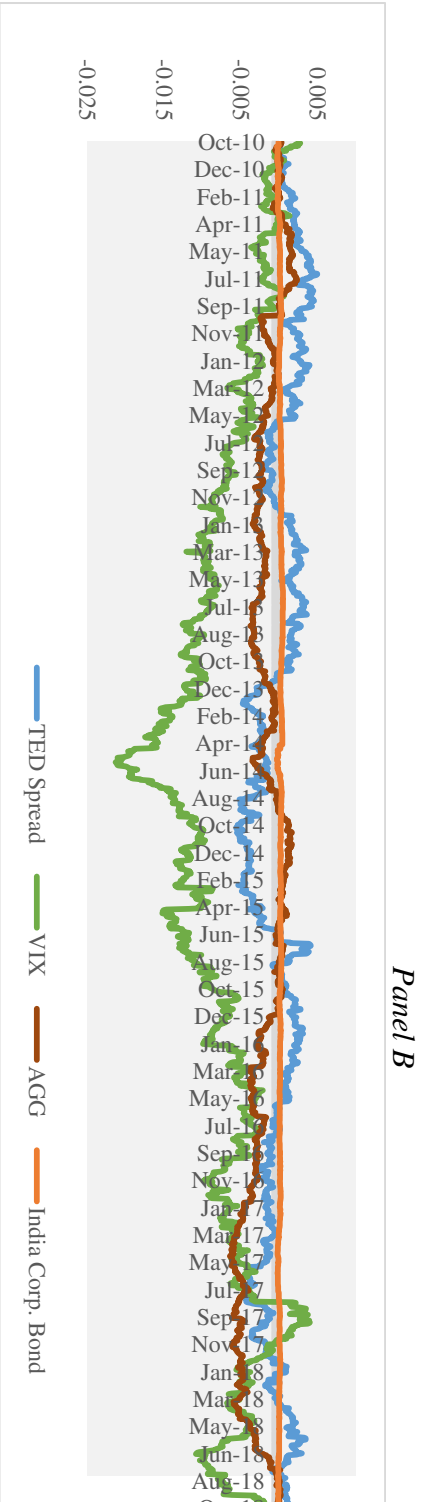 Panel B
0.005
-0.005
-0.015
-0.025
Oct-10
Dec-10
Feb-11
Apr-11
May-11
Jul-11
Sep-11
Nov-11
Jan-12
Mar-12
May-12
Jul-12
Sep-12
Nov-12
Jan-13
Mar-13
May-13
Jul-13
Aug-13
Oct-13
Dec-13
Feb-14
Apr-14
Jun-14
Aug-14
Oct-14
Dec-14
Feb-15
Apr-15
Jun-15
Aug-15
Oct-15
Dec-15
Jan-16
Mar-16
May-16
Jul-16
Sep-16
Nov-16
Jan-17
Mar-17
May-17
Jul-17
Sep-17
Nov-17
Jan-18
Mar-18
May-18
Jun-18
Aug-18
TED Spread VIX AGG India Corp. Bond